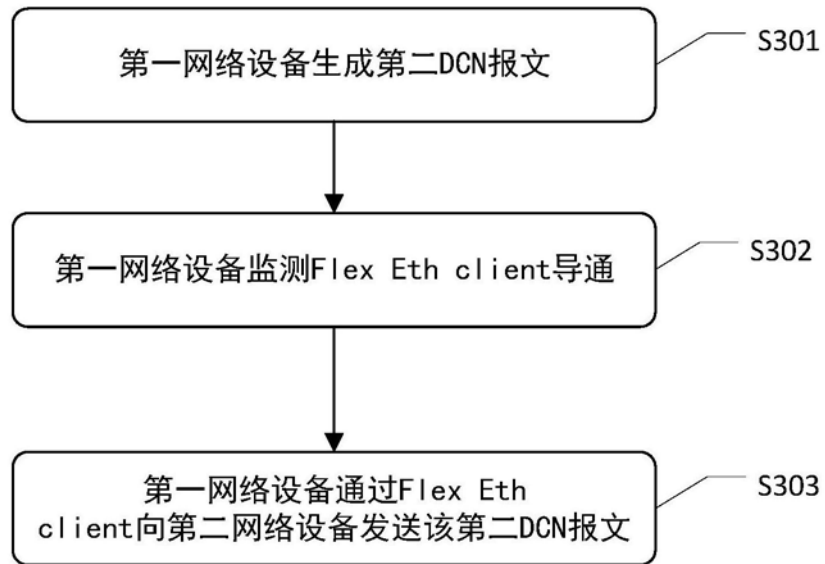 第一网络设备生成第二DCN报文
S301
第一网络设备监测Flex Eth client导通
S302
第一网络设备通过Flex Eth
client向第二网络设备发送该第二DCN报文
S303